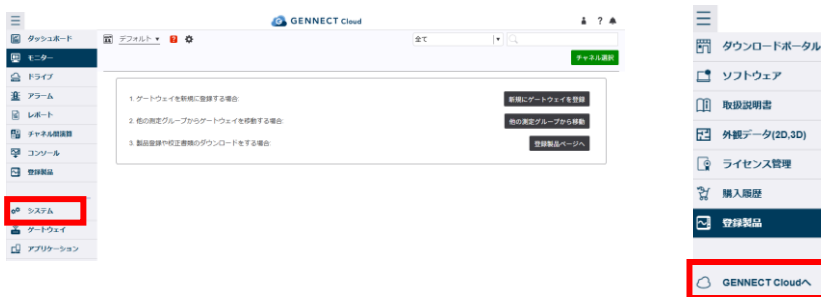 GENNECT Cloud
?
ダッシュボード
デフォルト
?
全て
モニター
チャネル選択
ドライブ
アラーム
レポート
チャネル間演算
コンソール
登録製品
システム
ゲートウェイ
アプリケーション
1. ゲートウェイを新規に登録する場合:
新規にゲートウェイを登録
2. 他の測定グループからゲートウェイを移動する場合:
他の測定グループから移動
3. 製品登録や校正書類のダウンロードをする場合:
登録製品ページへ
ダウンロードポータル
ソフトウェア
取扱説明書
外観データ(2D,3D)
ライセンス管理
購入履歴
登録製品
GENNECT Cloudへ